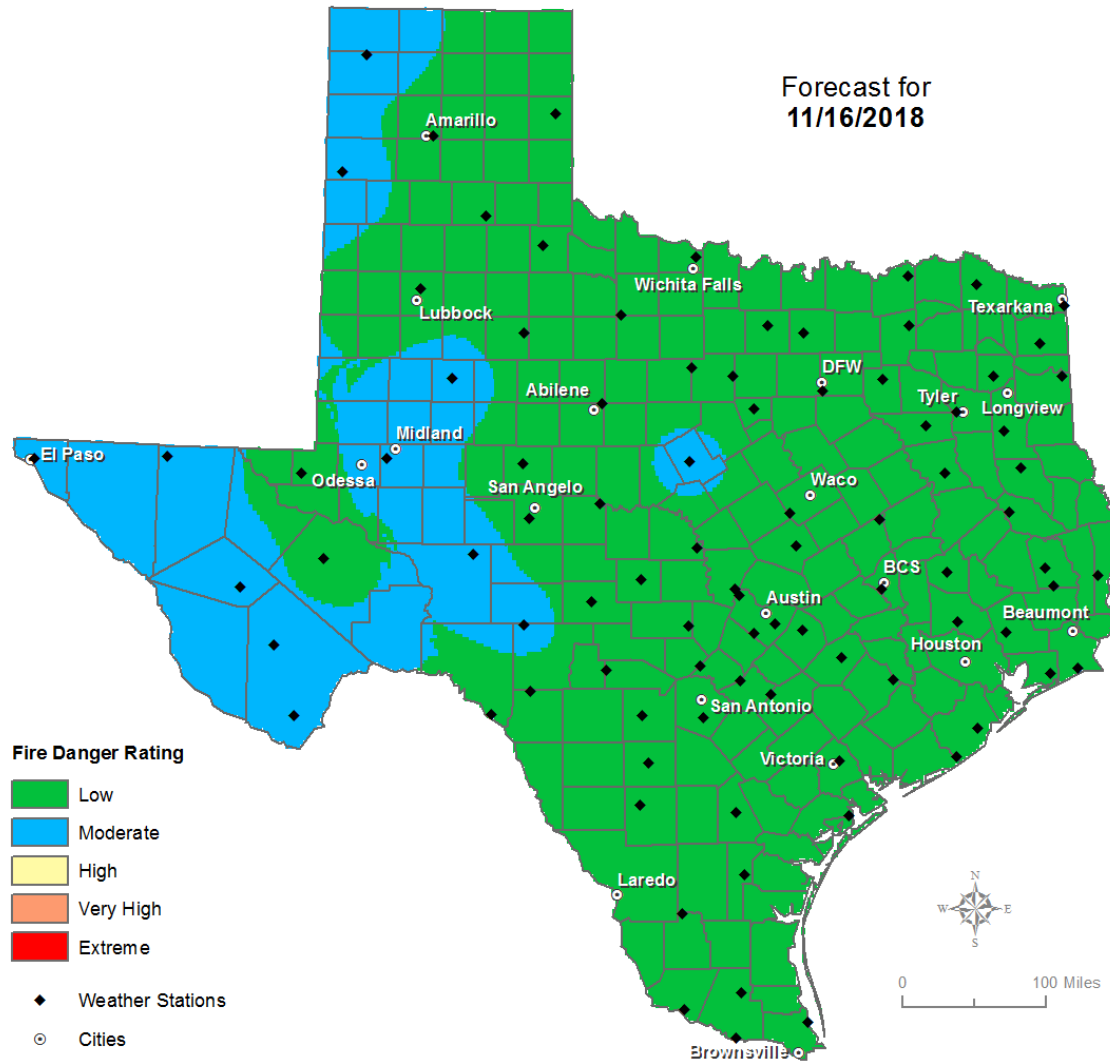 Forecast for
11/16/2018
Amarillo
Wichita Falls
Lubbock
Texarkana
DFW
Abilene
Tyler
Longview
Midland
El Paso
Odessa
San Angelo
Waco
BCS
Austin
Beaumont
Houston
San Antonio
Victoria
Laredo
Brownsville
Fire Danger Rating
Low
Moderate
High
Very High
Extreme
Weather Stations
Cities
N
W
E
S
0
100 Miles